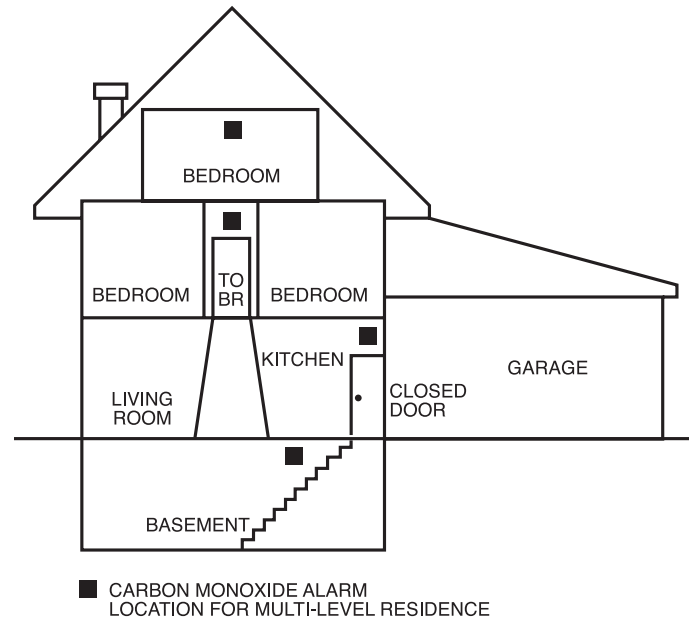 BEDROOM
BEDROOM
TO
BR
BEDROOM
KITCHEN
GARAGE
LIVING
ROOM
CLOSED
DOOR
BASEMENT
CARBON MONOXIDE ALARM
LOCATION FOR MULTI-LEVEL RESIDENCE